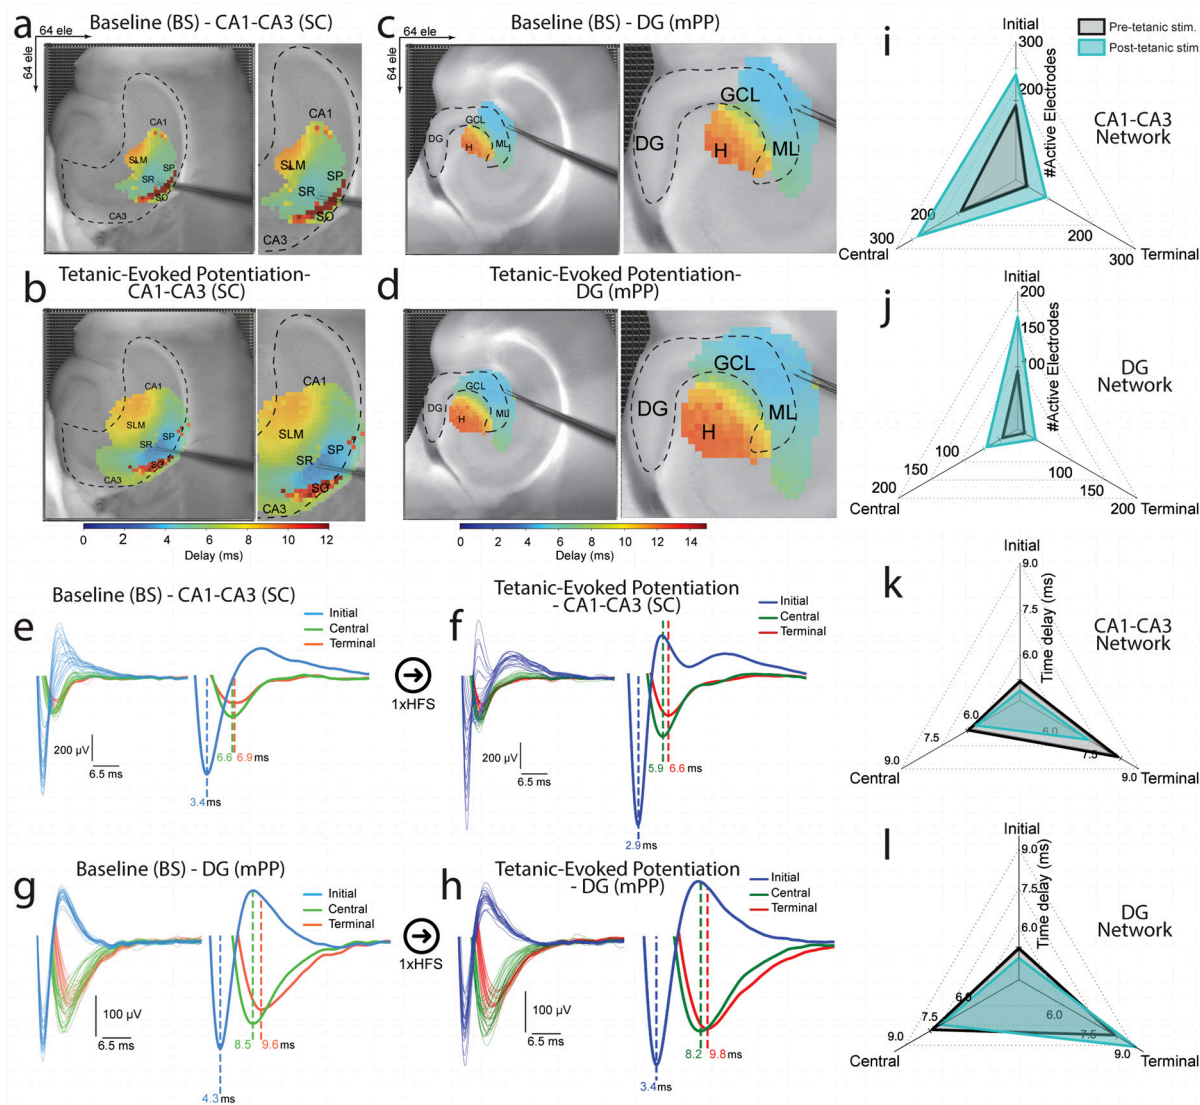 a
64 ele
64 ele
Baseline (BS) - CA1-CA3 (SC)
CA1
SLM
SP
SR
SO
CA3
CA1
SLM
SP
SR
SO
CA3
c
Baseline (BS) - DG (mPP)
GCL
DG
H
ML
GCL
DG
H
ML
b
Tetanic-Evoked Potentiation-
CA1-CA3 (SC)
CA1
SLM
SP
SR
SO
CA3
CA1
SLM
SP
SR
SO
CA3
0 2 4 6 8 10 12
Delay (ms)
d
Tetanic-Evoked Potentiation-
DG (mPP)
GCL
DG
H
ML
GCL
DG
H
ML
0 2 4 6 8 10 14
Delay (ms)
e
Baseline (BS) - CA1-CA3 (SC)
Initial
Central
Terminal
200 µV
6.5 ms
6.6
6.9 ms
3.4 ms
1xHFS
f
Tetanic-Evoked Potentiation
- CA1-CA3 (SC)
Initial
Central
Terminal
200 µV
6.5 ms
5.9
6.6 ms
2.9 ms
g
Baseline (BS) - DG (mPP)
Initial
Central
Terminal
100 µV
6.5 ms
8.5
9.6 ms
4.3 ms
1xHFS
h
Tetanic-Evoked Potentiation
- DG (mPP)
Initial
Central
Terminal
100 µV
6.5 ms
8.2
9.8 ms
3.4 ms
i
Initial
Pre-tetanic stim.
Post-tetanic stim
300
200
#Active Electrodes
CA1-CA3
Network
200
200
300
Central
300
Terminal
j
Initial
200
150
100
#Active Electrodes
DG
Network
100
100
150
150
200
200
Central
Terminal
k
Initial
9.0
7.5
6.0
Time delay (ms)
CA1-CA3
Network
6.0
6.0
7.5
7.5
9.0
9.0
Central
Terminal
l
Initial
9.0
7.5
6.0
Time delay (ms)
DG
Network
6.0
6.0
7.5
7.5
9.0
9.0
Central
Terminal